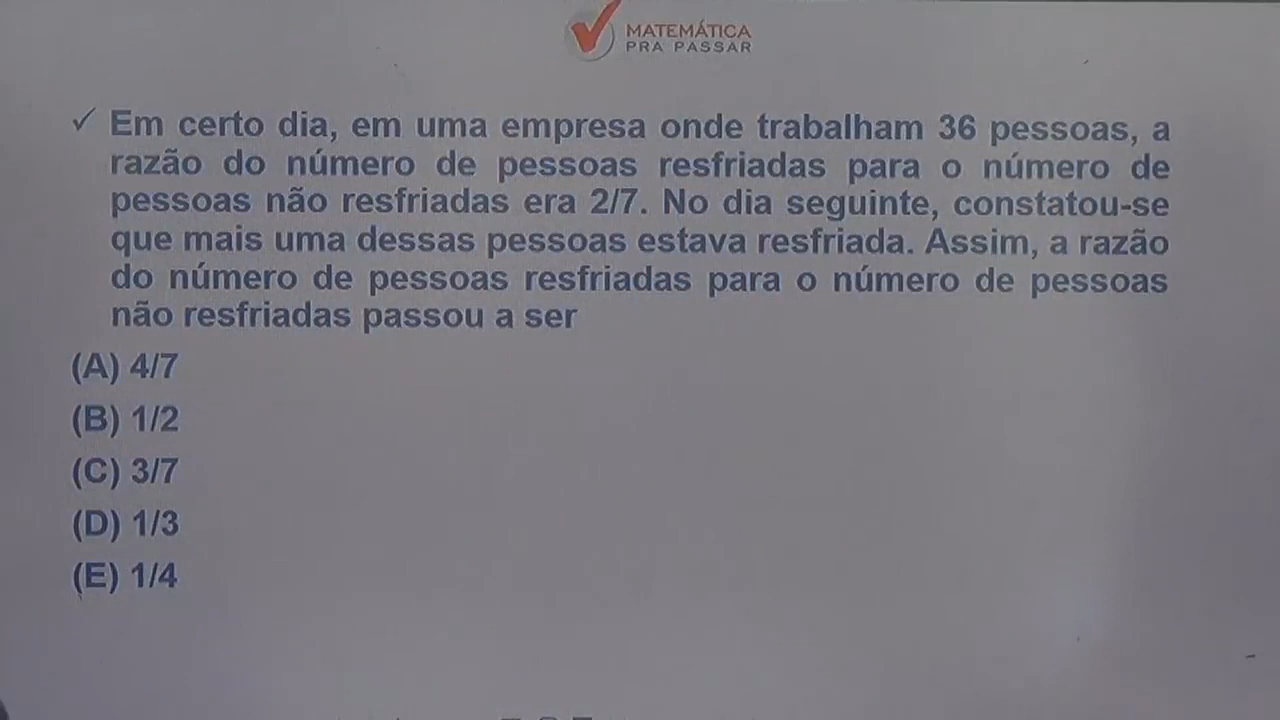 MATEMÁTICA
PRA PASSAR
✓ Em certo dia, em uma empresa onde trabalham 36 pessoas, a
razão do número de pessoas resfriadas para o número de
pessoas não resfriadas era 2/7. No dia seguinte, constatou-se
que mais uma dessas pessoas estava resfriada. Assim, a razão
do número de pessoas resfriadas para o número de pessoas
não resfriadas passou a ser
(A) 4/7
(B) 1/2
(C) 3/7
(D) 1/3
(E) 1/4